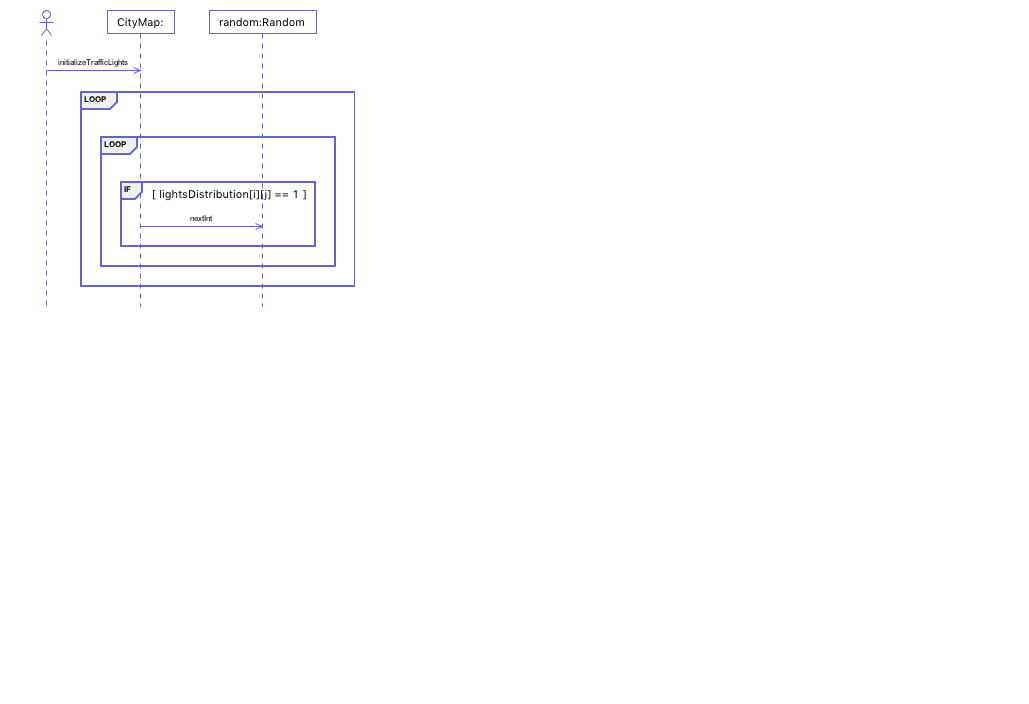 CityMap:
random:Random
initializeTrafficLights
LOOP
LOOP
IF
[ lightsDistribution[i][j] == 1 ]
nextInt